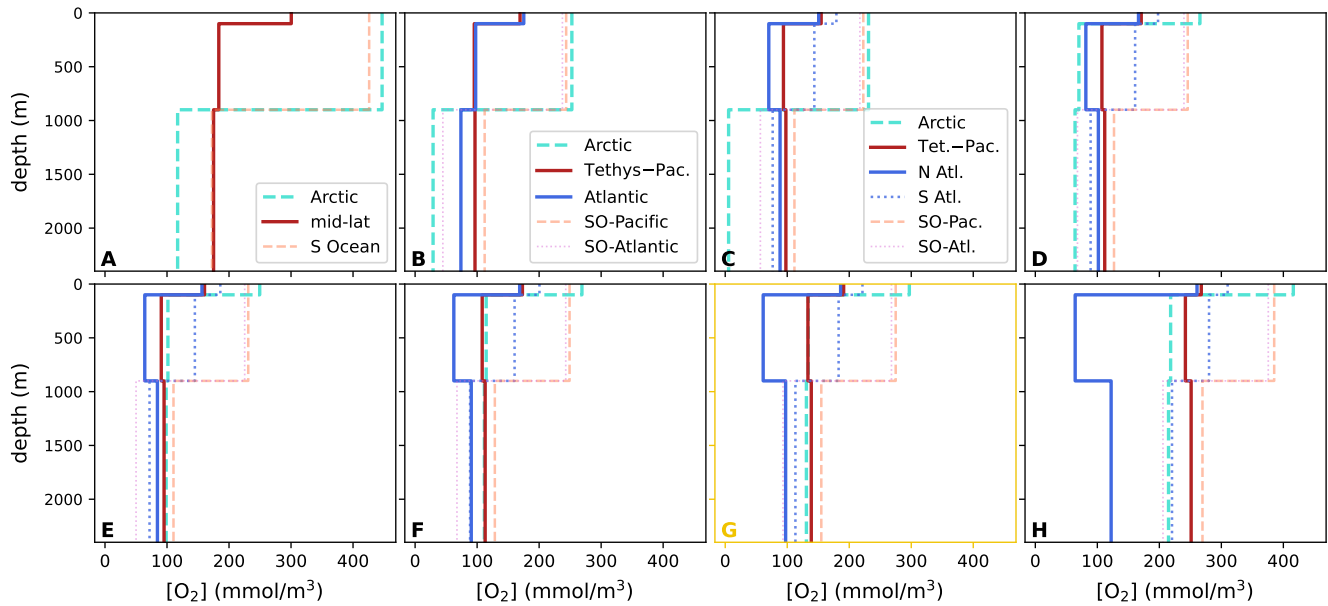 0
500
1000
1500
2000
depth (m)
Arctic
mid-lat
S Ocean
A
Arctic
Tethys−Pac.
Atlantic
SO-Pacific
SO-Atlantic
B
Arctic
Tet.−Pac.
N Atl.
S Atl.
SO-Pac.
SO-Atl.
C
D
0
500
1000
1500
2000
depth (m)
E
F
G
H
0 100 200 300 400
0 100 200 300 400
0 100 200 300 400
0 100 200 300 400
[O₂] (mmol/m³)
[O₂] (mmol/m³)
[O₂] (mmol/m³)
[O₂] (mmol/m³)